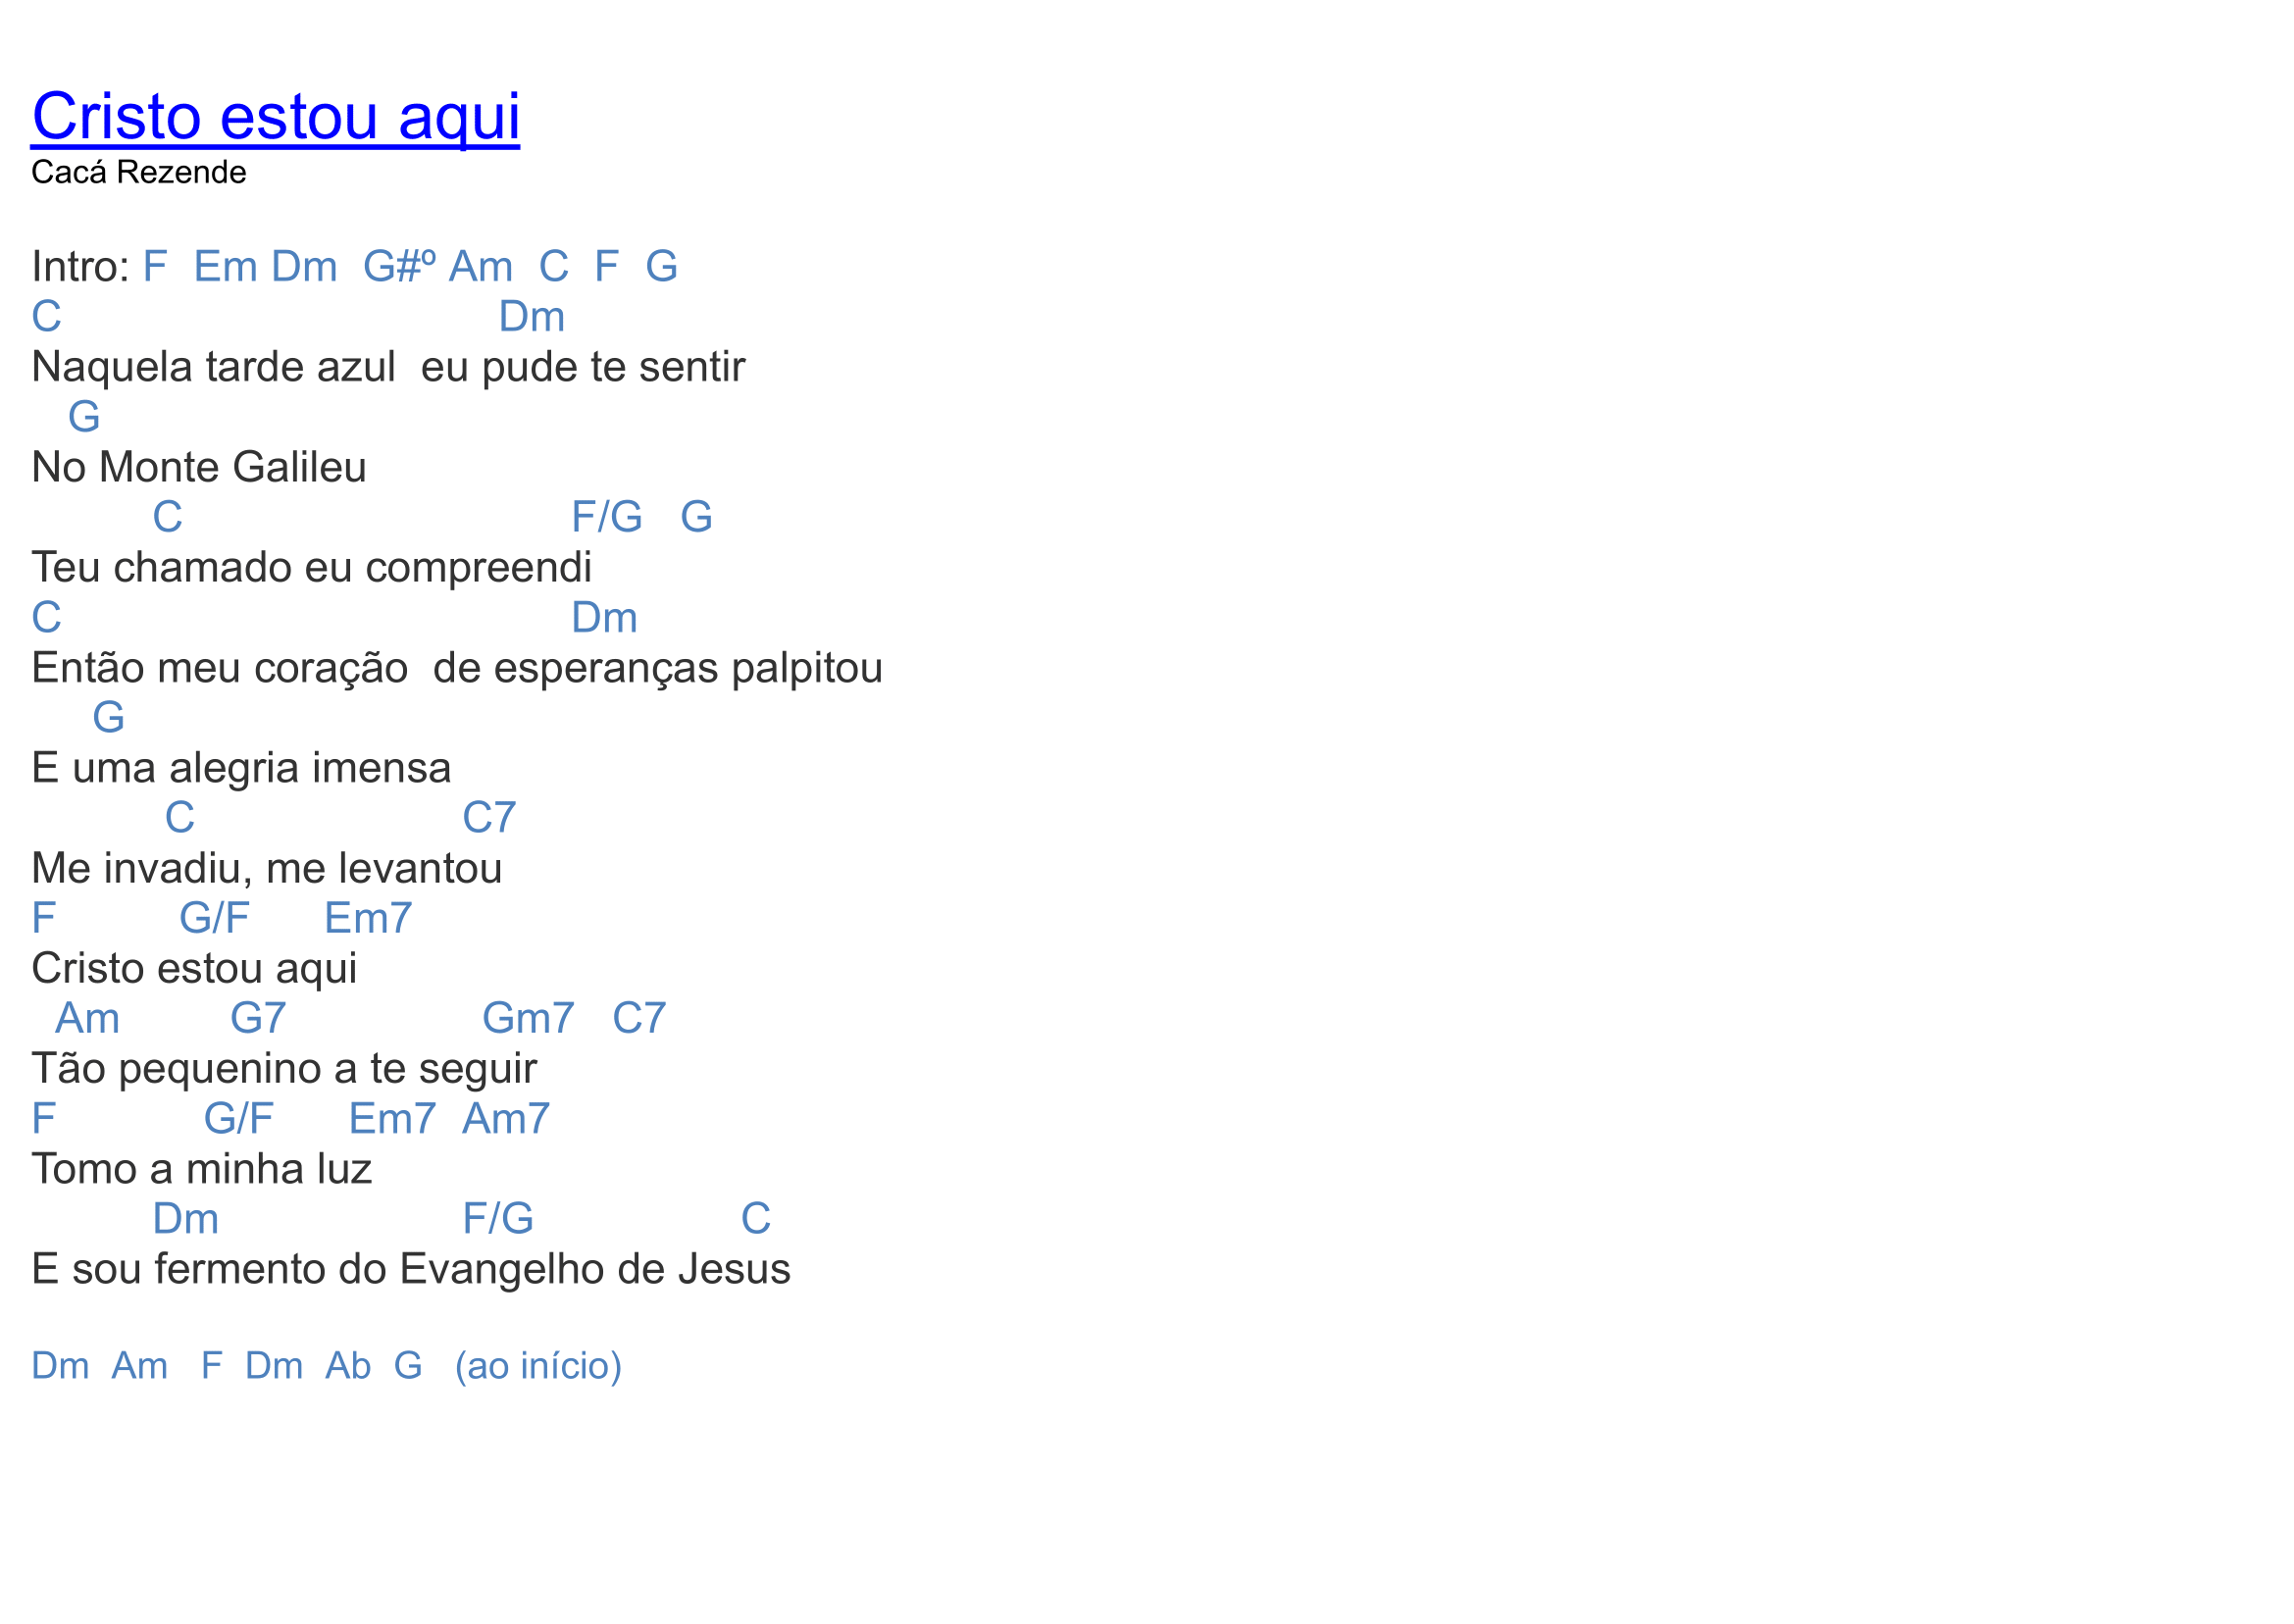 Cristo estou aqui
Cacá Rezende
Intro: F  Em Dm  G#º Am  C  F  G
C                                    Dm
Naquela tarde azul  eu pude te sentir
   G
No Monte Galileu
          C                                F/G   G
Teu chamado eu compreendi
C                                          Dm
Então meu coração  de esperanças palpitou
     G
E uma alegria imensa
           C                      C7
Me invadiu, me levantou
F          G/F      Em7
Cristo estou aqui
  Am         G7                Gm7   C7
Tão pequenino a te seguir
F            G/F      Em7  Am7
Tomo a minha luz
          Dm                    F/G                 C
E sou fermento do Evangelho de Jesus
Dm  Am   F  Dm  Ab  G   (ao início)